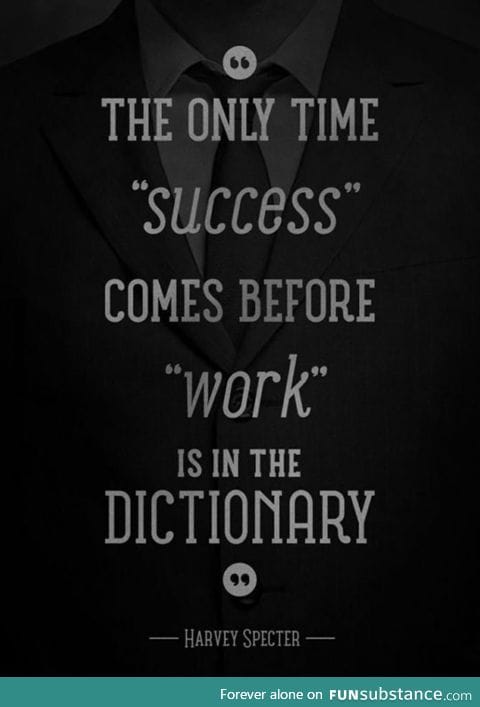 “
THE ONLY TIME
“success”
COMES BEFORE
“work”
IS IN THE
DICTIONARY
”
— HARVEY SPECTER —
Forever alone on FUNsubstance.com